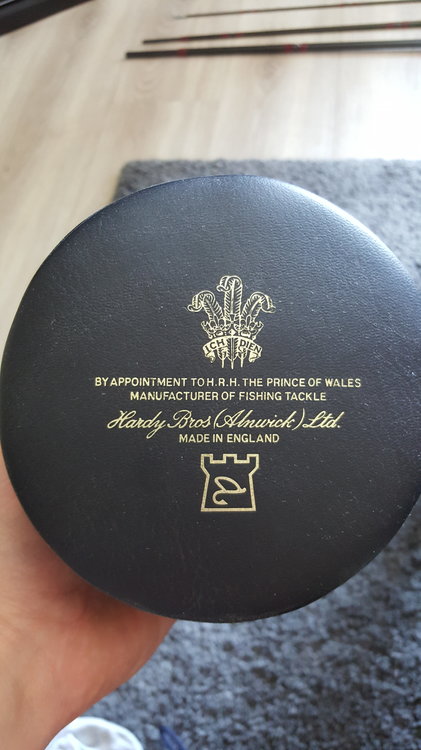 ICH DIEN
BY APPOINTMENT TO H.R.H. THE PRINCE OF WALES
MANUFACTURER OF FISHING TACKLE
Hardy Bros (Alnwick) Ltd.
MADE IN ENGLAND